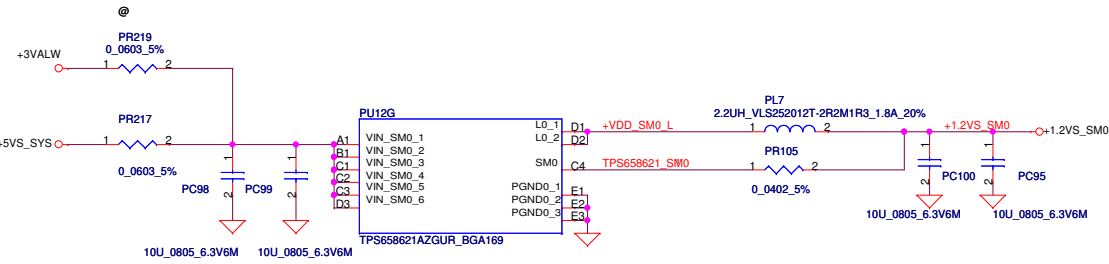 @
PR219
0_0603_5%
+3VALW
1
2
PR217
+5VS_SYS
1
2
0_0603_5%
1
2
PC98
1
2
PC99
10U_0805_6.3V6M
10U_0805_6.3V6M
PU12G
A1
VIN_SM0_1
B1
VIN_SM0_2
C1
VIN_SM0_3
C2
VIN_SM0_4
C3
VIN_SM0_5
D3
VIN_SM0_6
L0_1
D1
L0_2
D2
SM0
C4
PGND0_1
E1
PGND0_2
E2
PGND0_3
E3
TPS658621AZGUR_BGA169
+VDD_SM0_L
TPS658621_SM0
PL7
2.2UH_VLS252012T-2R2M1R3_1.8A_20%
1
2
PR105
1
2
0_0402_5%
+1.2VS_SM0
+1.2VS_SM0
1
2
PC100
1
2
PC95
10U_0805_6.3V6M
10U_0805_6.3V6M